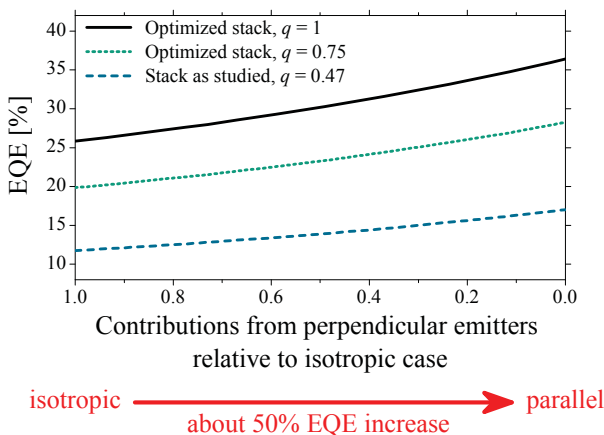 40
35
30
25
20
15
10
EQE [%]
Optimized stack, q = 1
Optimized stack, q = 0.75
Stack as studied, q = 0.47
1.0 0.8 0.6 0.4 0.2 0.0
Contributions from perpendicular emitters
relative to isotropic case
isotropic parallel
about 50% EQE increase